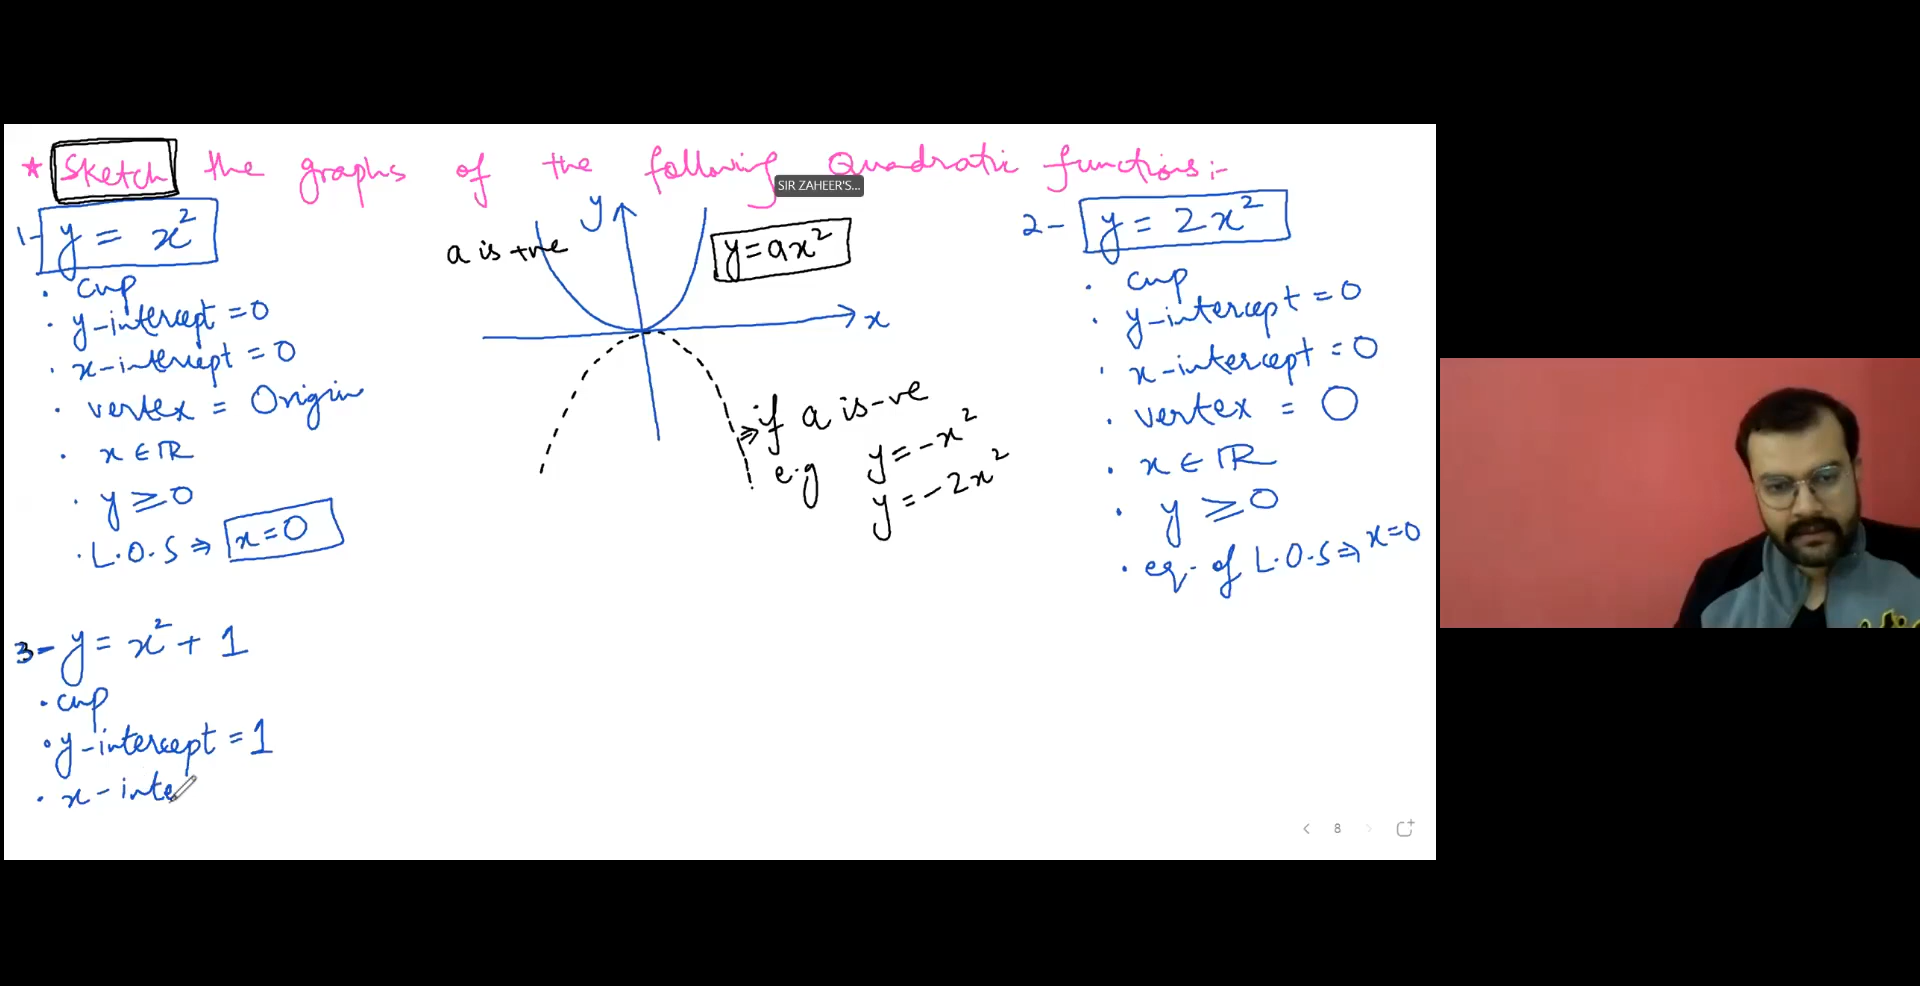 * Sketch the graphs of the following Quadratic functions:-
SIR ZAHEER'S...
1- y = x²
• cup
• y-intercept = 0
• x-intercept = 0
• vertex = Origin
• x ∈ ℝ
• y ≥ 0
• L.O.S ⇒ x = 0
y
a is +ve
y = ax²
x
⇒ if a is -ve
e.g y = -x²
y = -2x²
2- y = 2x²
• cup
• y-intercept = 0
• x-intercept = 0
• vertex = 0
• x ∈ ℝ
• y ≥ 0
• eq. of L.O.S ⇒ x = 0
3- y = x² + 1
• cup
• y-intercept = 1
• x-inte
< 8 >